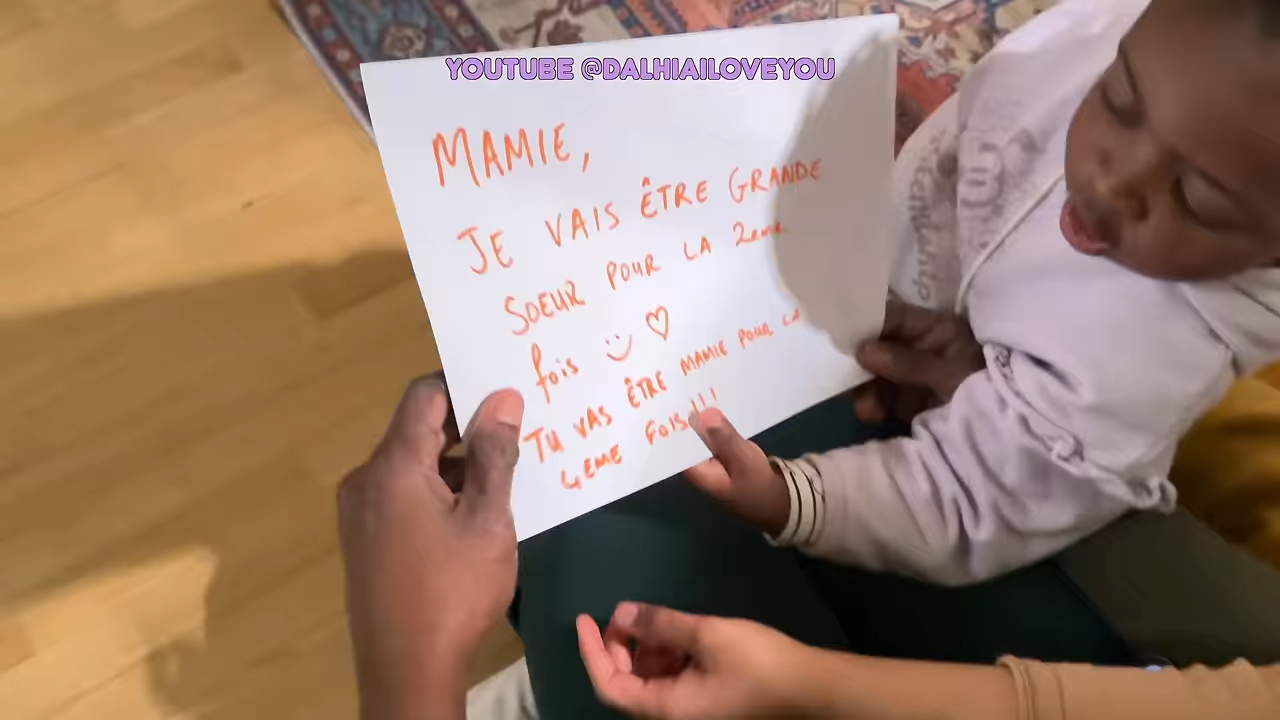 YOUTUBE @DALHIAILOVEYOU
MAMIE,
JE VAIS ÊTRE GRANDE
SOEUR POUR LA 2eme
fois
TU VAS ÊTRE MAMIE POUR LA
4EME FOIS!!!